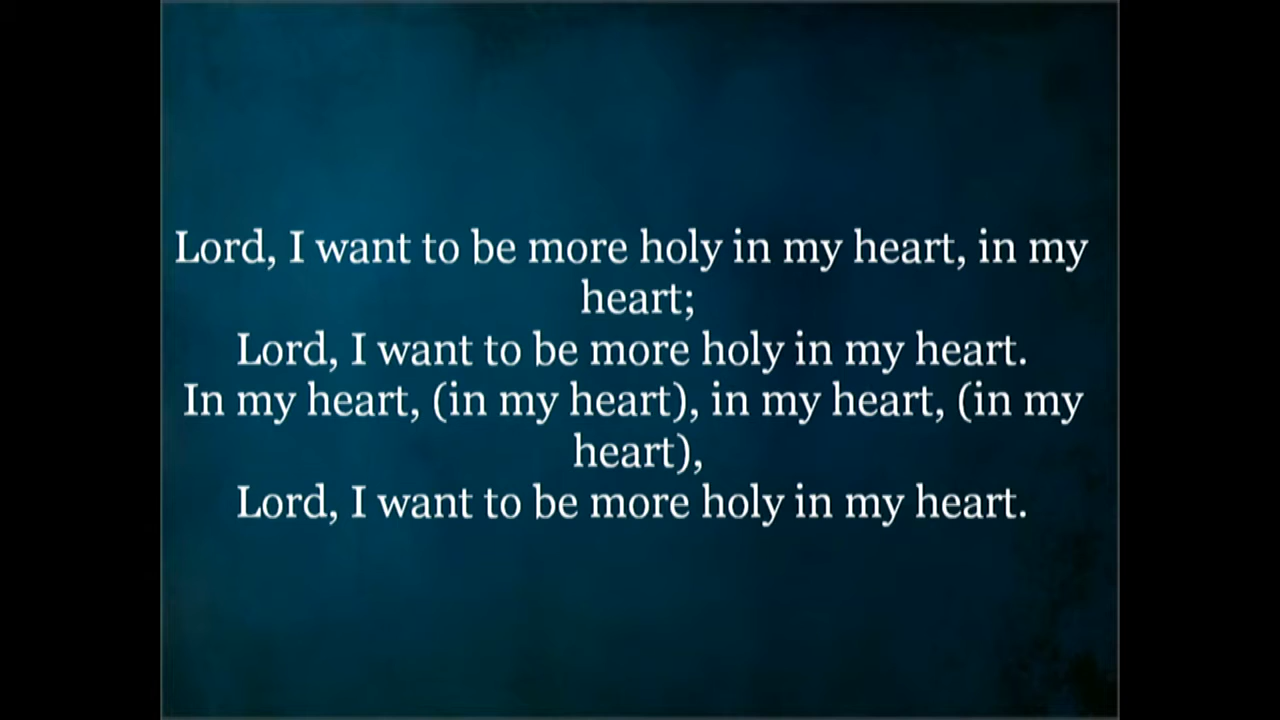 Lord, I want to be more holy in my heart, in my
heart;
Lord, I want to be more holy in my heart.
In my heart, (in my heart), in my heart, (in my
heart),
Lord, I want to be more holy in my heart.